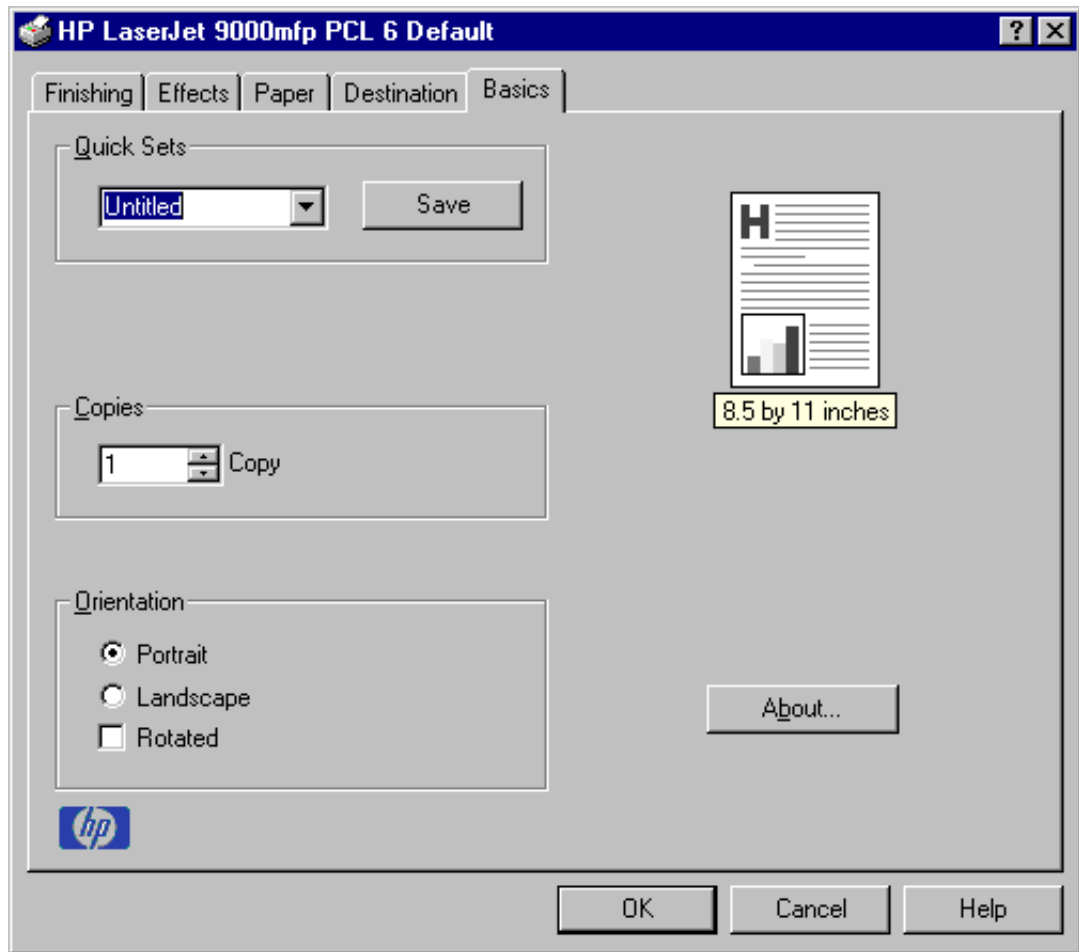 HP LaserJet 9000mfp PCL 6 Default
Finishing Effects Paper Destination Basics
Quick Sets
Untitled Save
H
8.5 by 11 inches
Copies
1 Copy
Orientation
Portrait
Landscape
Rotated
About...
hp
OK Cancel Help